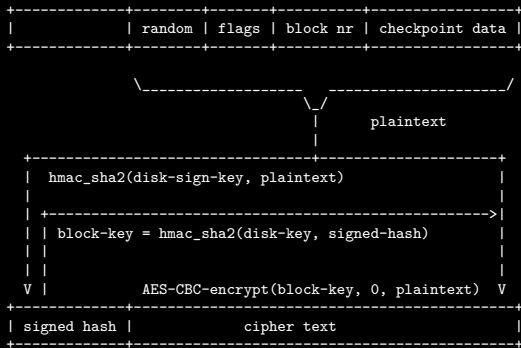 random | flags | block nr | checkpoint data
plaintext
hmac_sha2(disk-sign-key, plaintext)
block-key = hmac_sha2(disk-key, signed-hash)
AES-CBC-encrypt(block-key, 0, plaintext)
signed hash | cipher text